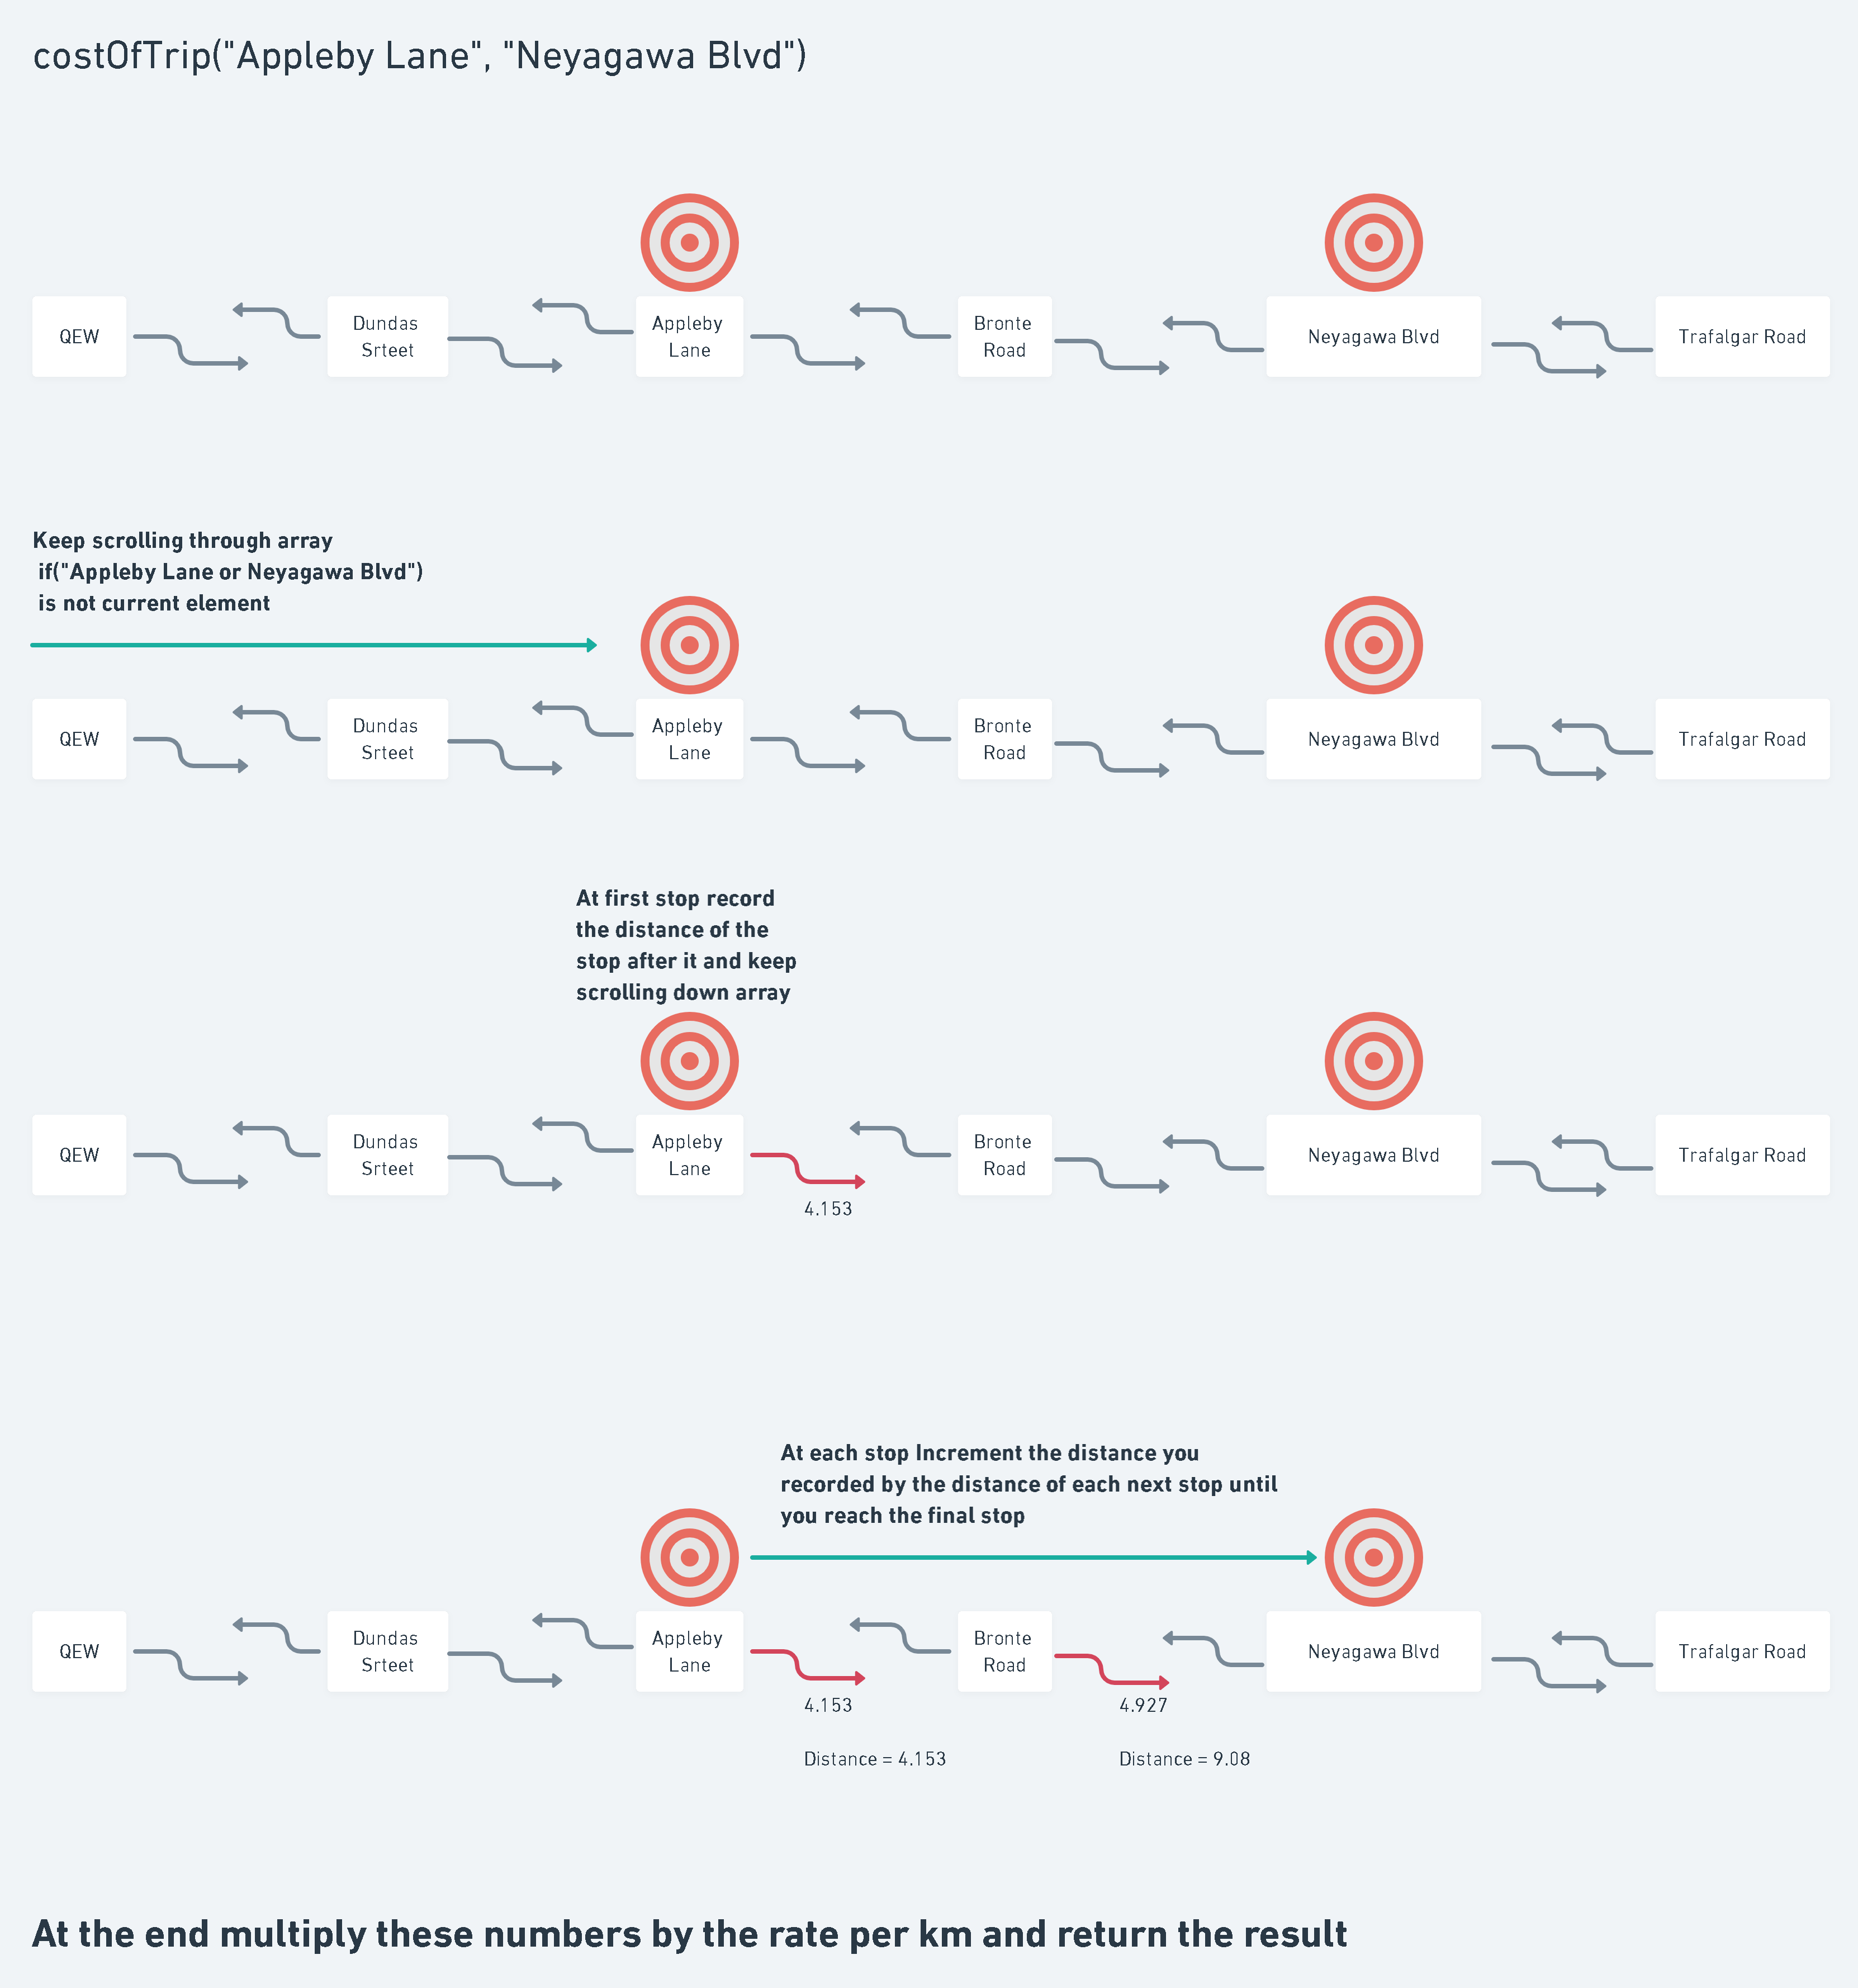 costOfTrip("Appleby Lane", "Neyagawa Blvd")
QEW
Dundas
Srteet
Appleby
Lane
Bronte
Road
Neyagawa Blvd
Trafalgar Road
Keep scrolling through array
if("Appleby Lane or Neyagawa Blvd")
is not current element
QEW
Dundas
Srteet
Appleby
Lane
Bronte
Road
Neyagawa Blvd
Trafalgar Road
At first stop record
the distance of the
stop after it and keep
scrolling down array
QEW
Dundas
Srteet
Appleby
Lane
Bronte
Road
Neyagawa Blvd
Trafalgar Road
4.153
At each stop Increment the distance you
recorded by the distance of each next stop until
you reach the final stop
QEW
Dundas
Srteet
Appleby
Lane
Bronte
Road
Neyagawa Blvd
Trafalgar Road
4.153
4.927
Distance = 4.153
Distance = 9.08
At the end multiply these numbers by the rate per km and return the result